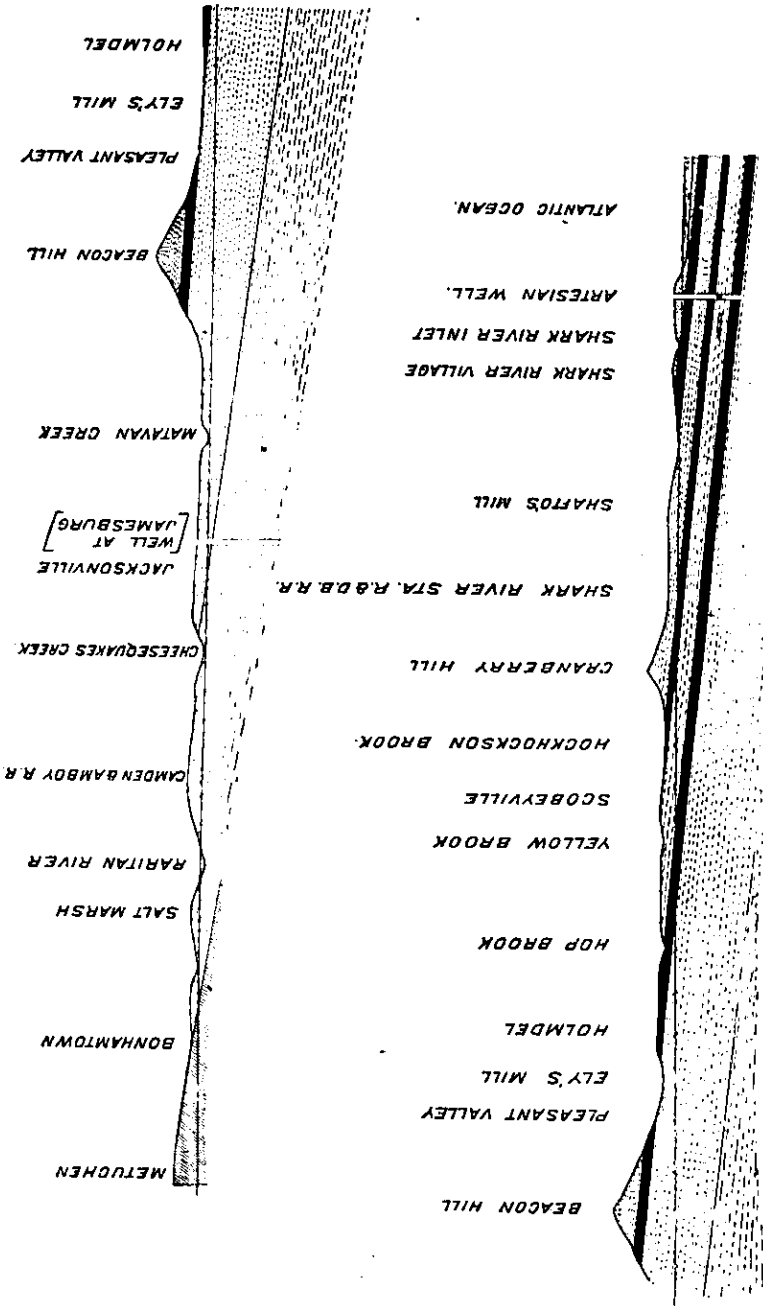 BEACON HILL
PLEASANT VALLEY
ELY'S MILL
HOLMDEL
HOP BROOK
YELLOW BROOK
SCOBEYVILLE
HOCKHOCKSON BROOK.
CRANBERRY HILL
SHARK RIVER STA. R.& D.B.R.R.
SHAFTO'S MILL
SHARK RIVER VILLAGE
SHARK RIVER INLET
ARTESIAN WELL.
ATLANTIC OCEAN.
METUCHEN
BONHAMTOWN
SALT MARSH
RARITAN RIVER
CAMDEN & AMBOY R.R.
CHEESEQUAKES CREEK.
JACKSONVILLE
[WELL AT
JAMESBURG]
MATAVAN CREEK
BEACON HILL
PLEASANT VALLEY
ELY'S MILL
HOLMDEL